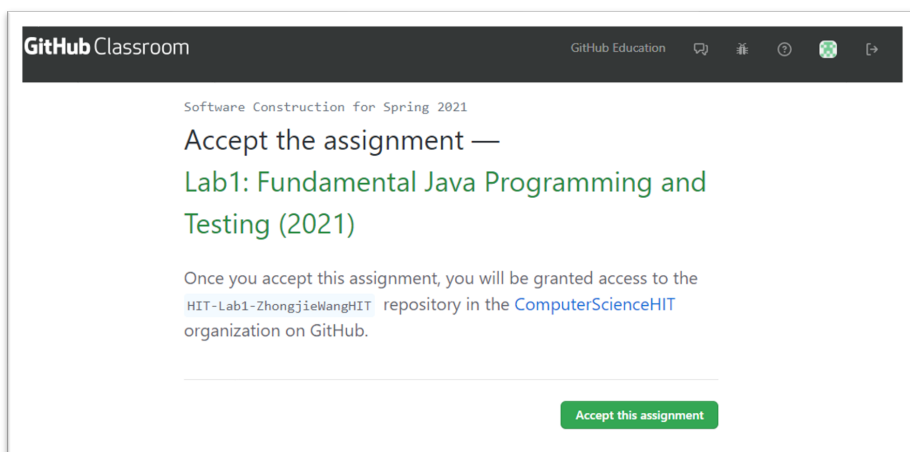 GitHub Classroom
GitHub Education
Software Construction for Spring 2021
Accept the assignment —
Lab1: Fundamental Java Programming and
Testing (2021)
Once you accept this assignment, you will be granted access to the
HIT-Lab1-ZhongjieWangHIT repository in the ComputerScienceHIT
organization on GitHub.
Accept this assignment